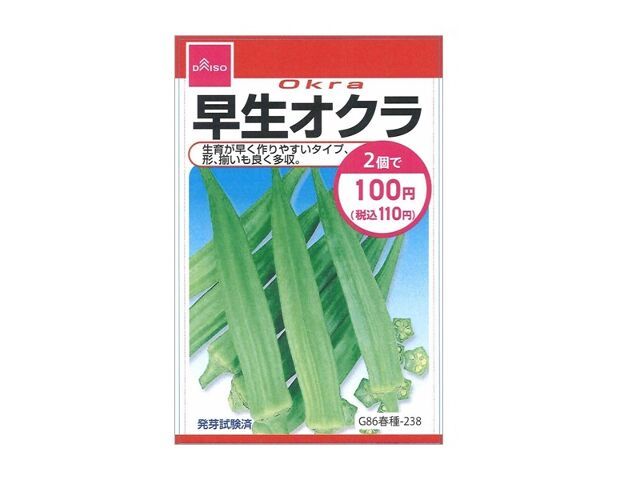 DAISO
Okra
早生オクラ
生育が早く作りやすいタイプ、
形、揃いも良く多収。
2個で
100円
(税込110円)
発芽試験済
G86春種-238